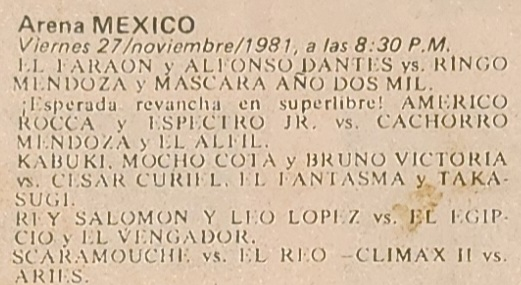 Arena MEXICO
Viernes 27/noviembre/1981, a las 8:30 P.M.
EL FARAON y ALFONSO DANTES vs. RINGO
MENDOZA y MASCARA AÑO DOS MIL.
¡Esperada revancha en superlibre! AMERICO
ROCCA y ESPECTRO JR. vs. CACHORRO
MENDOZA y EL ALFIL.
KABUKI, MOCHO COTA y BRUNO VICTORIA
vs. CESAR CURIEL, EL FANTASMA y TAKA-
SUGI.
REY SALOMON Y LEO LOPEZ vs. EL EGIP-
CIO y EL VENGADOR.
SCARAMOUCHE vs. EL REO –CLIMAX II vs.
ARIES.